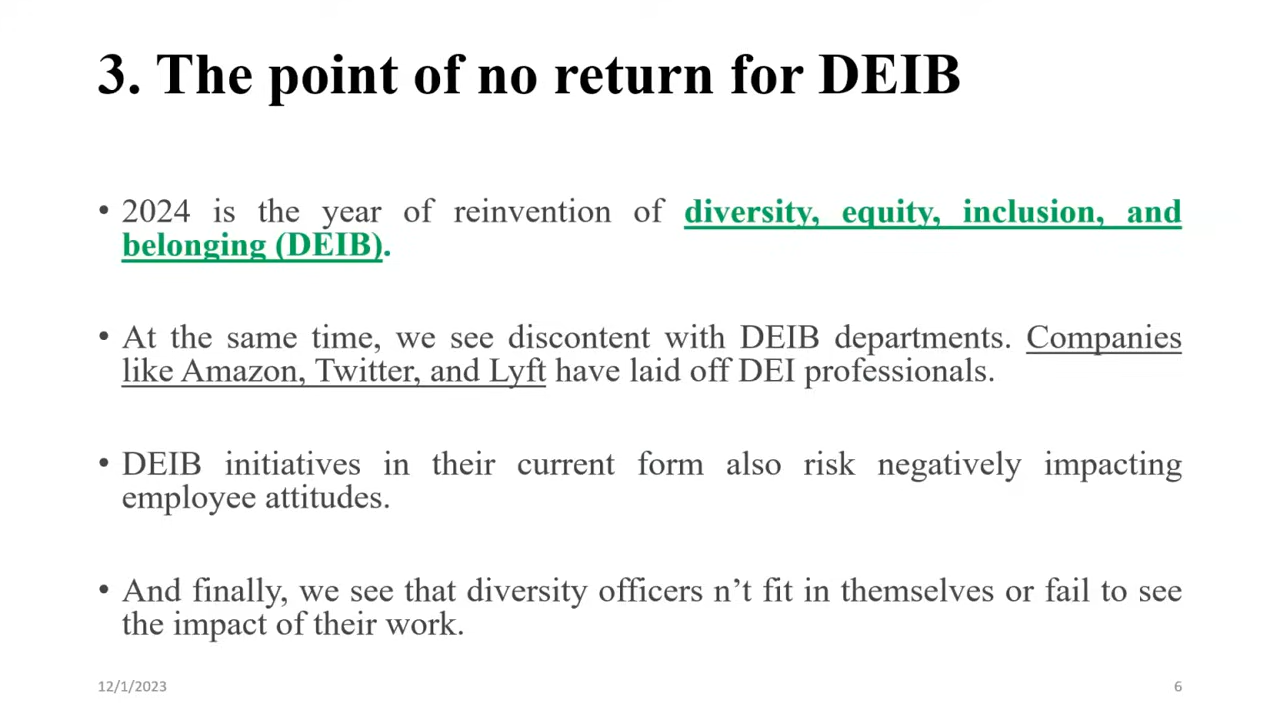 3. The point of no return for DEIB
• 2024 is the year of reinvention of diversity, equity, inclusion, and
belonging (DEIB).
• At the same time, we see discontent with DEIB departments. Companies
like Amazon, Twitter, and Lyft have laid off DEI professionals.
• DEIB initiatives in their current form also risk negatively impacting
employee attitudes.
• And finally, we see that diversity officers n’t fit in themselves or fail to see
the impact of their work.
12/1/2023
6